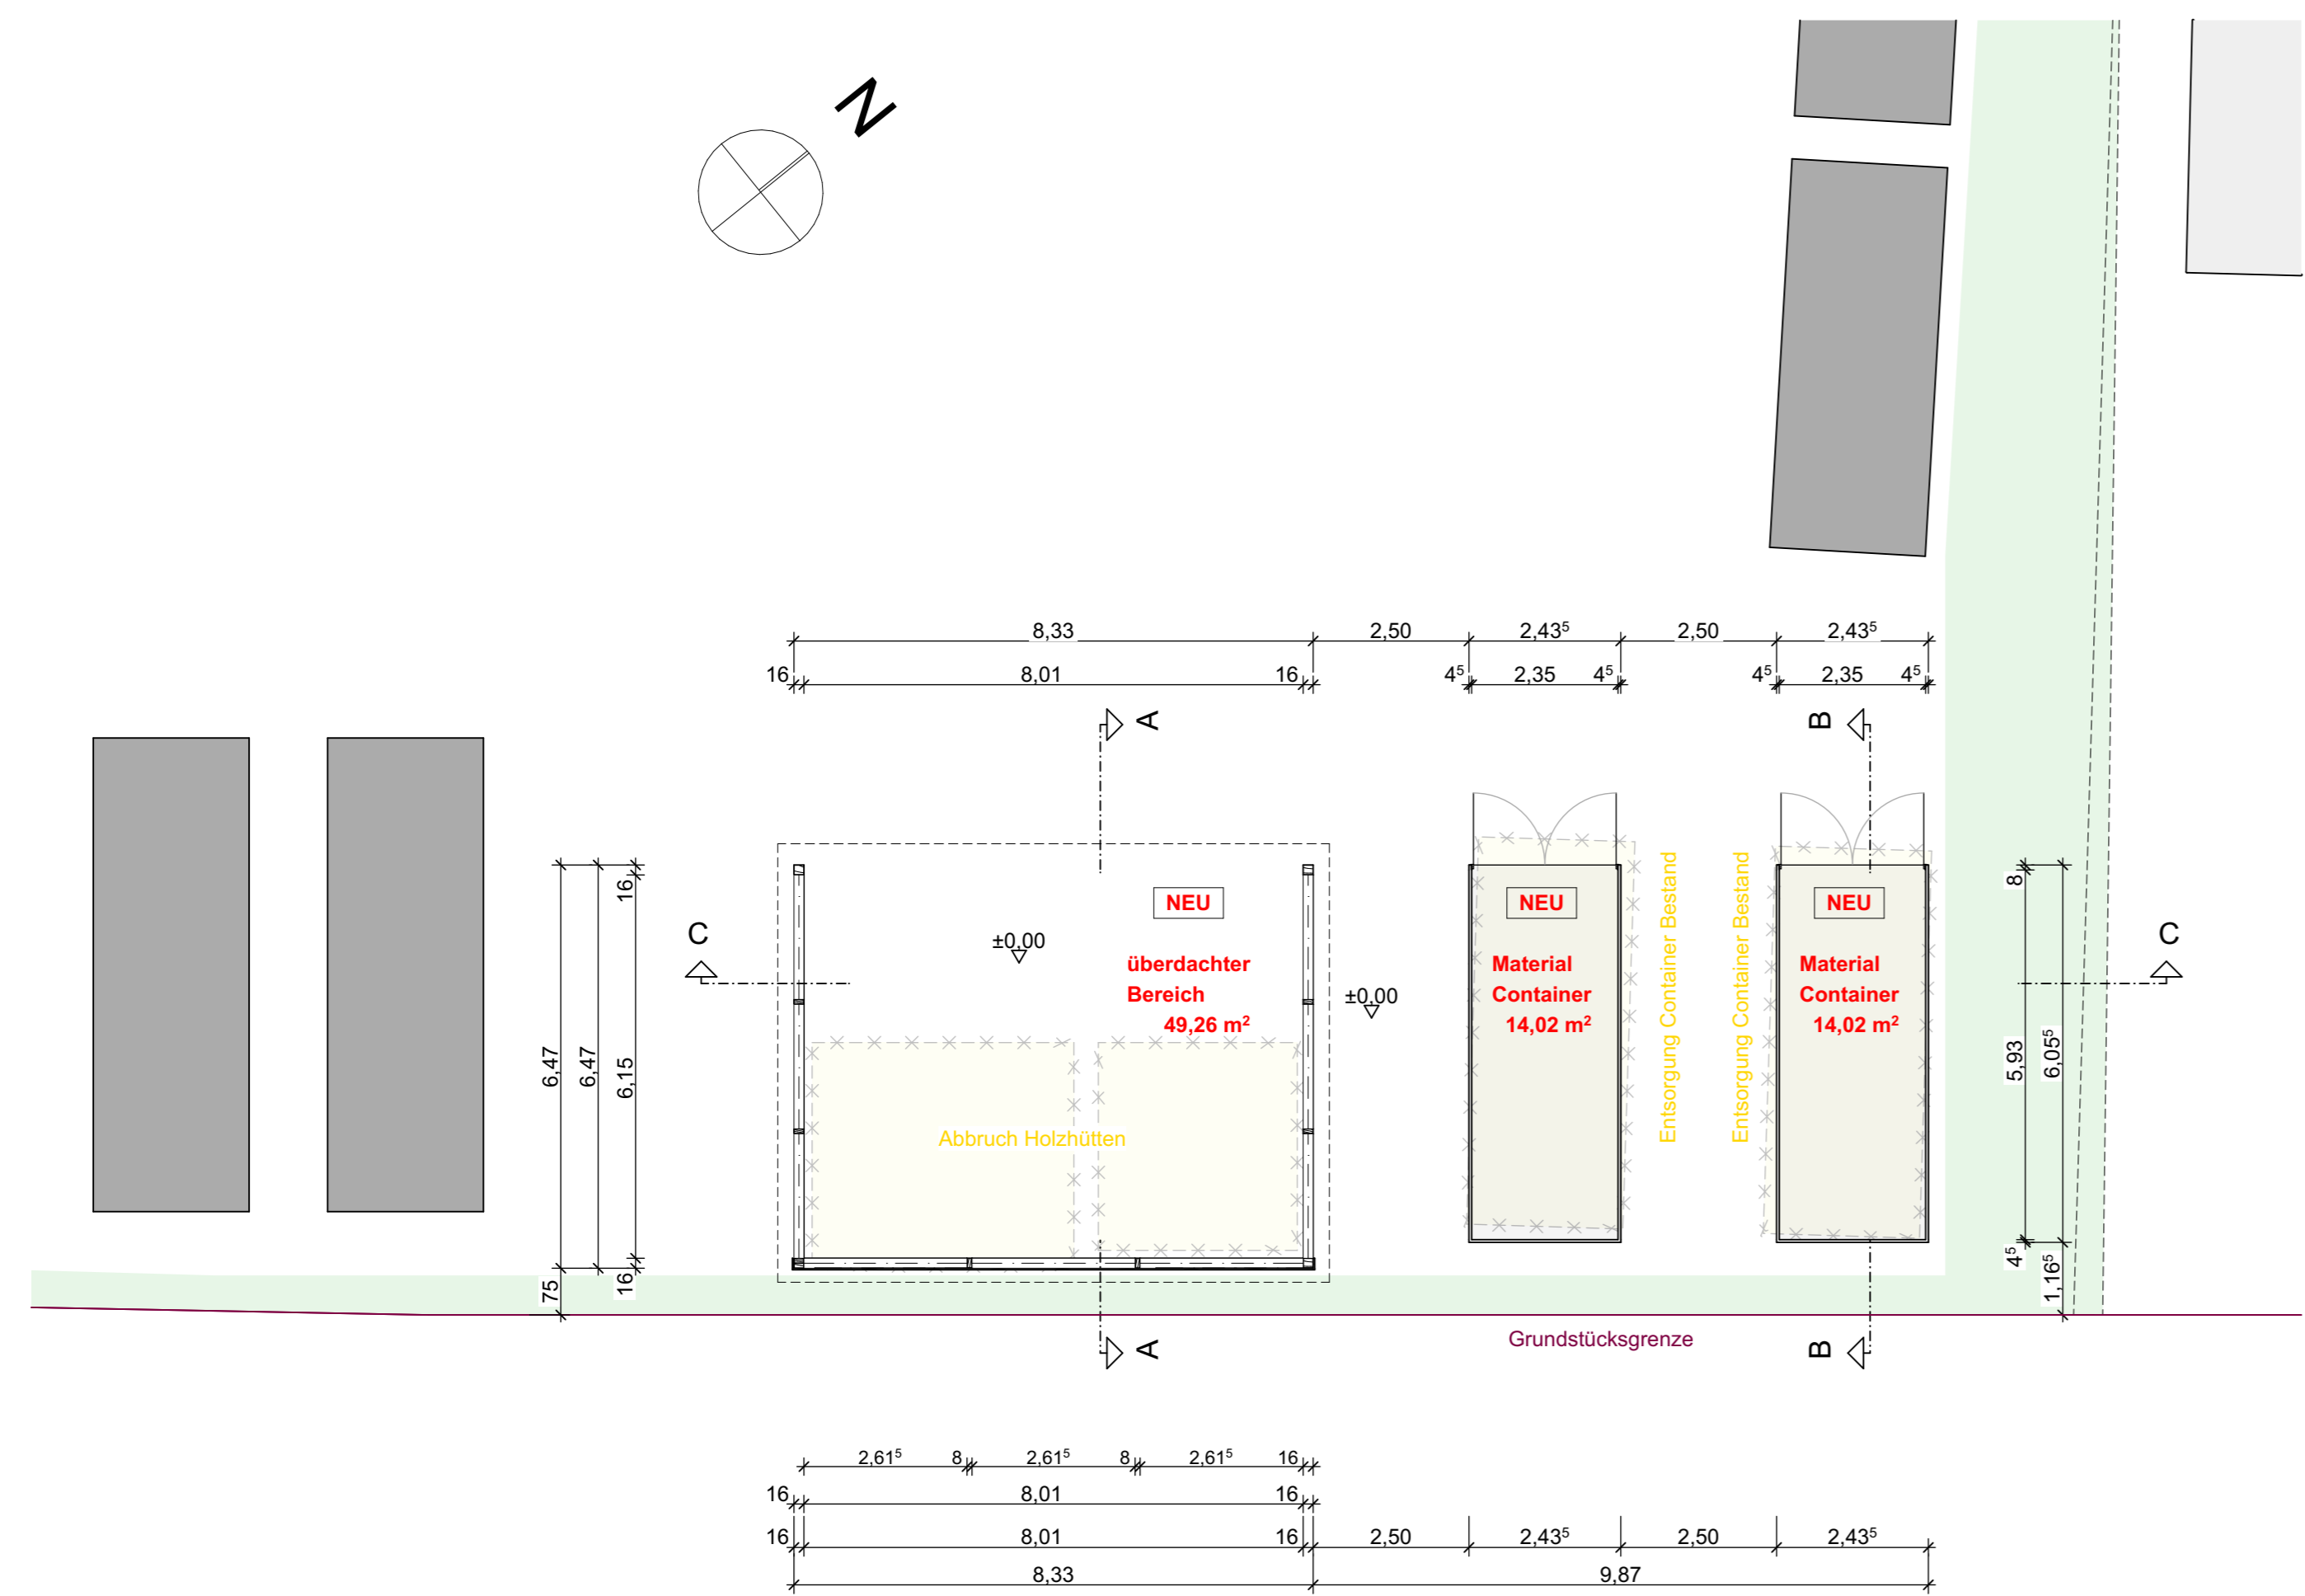 N
8,33 2,50 2,43⁵ 2,50 2,43⁵
16 8,01 16 4⁵ 2,35 4⁵ 4⁵ 2,35 4⁵
A B
NEU NEU NEU
C C
±0,00
überdachter
Bereich
49,26 m²
±0,00
Material
Container
14,02 m²
Material
Container
14,02 m²
Entsorgung Container Bestand
Entsorgung Container Bestand
Abbruch Holzhütten
6,47 6,47 16 6,15 16
75
8 5,93 4⁵ 6,05⁵ 1,16⁵
Grundstücksgrenze
A B
2,61⁵ 8 2,61⁵ 8 2,61⁵ 16
16 8,01 16
16 8,01 16 2,50 2,43⁵ 2,50 2,43⁵
8,33 9,87